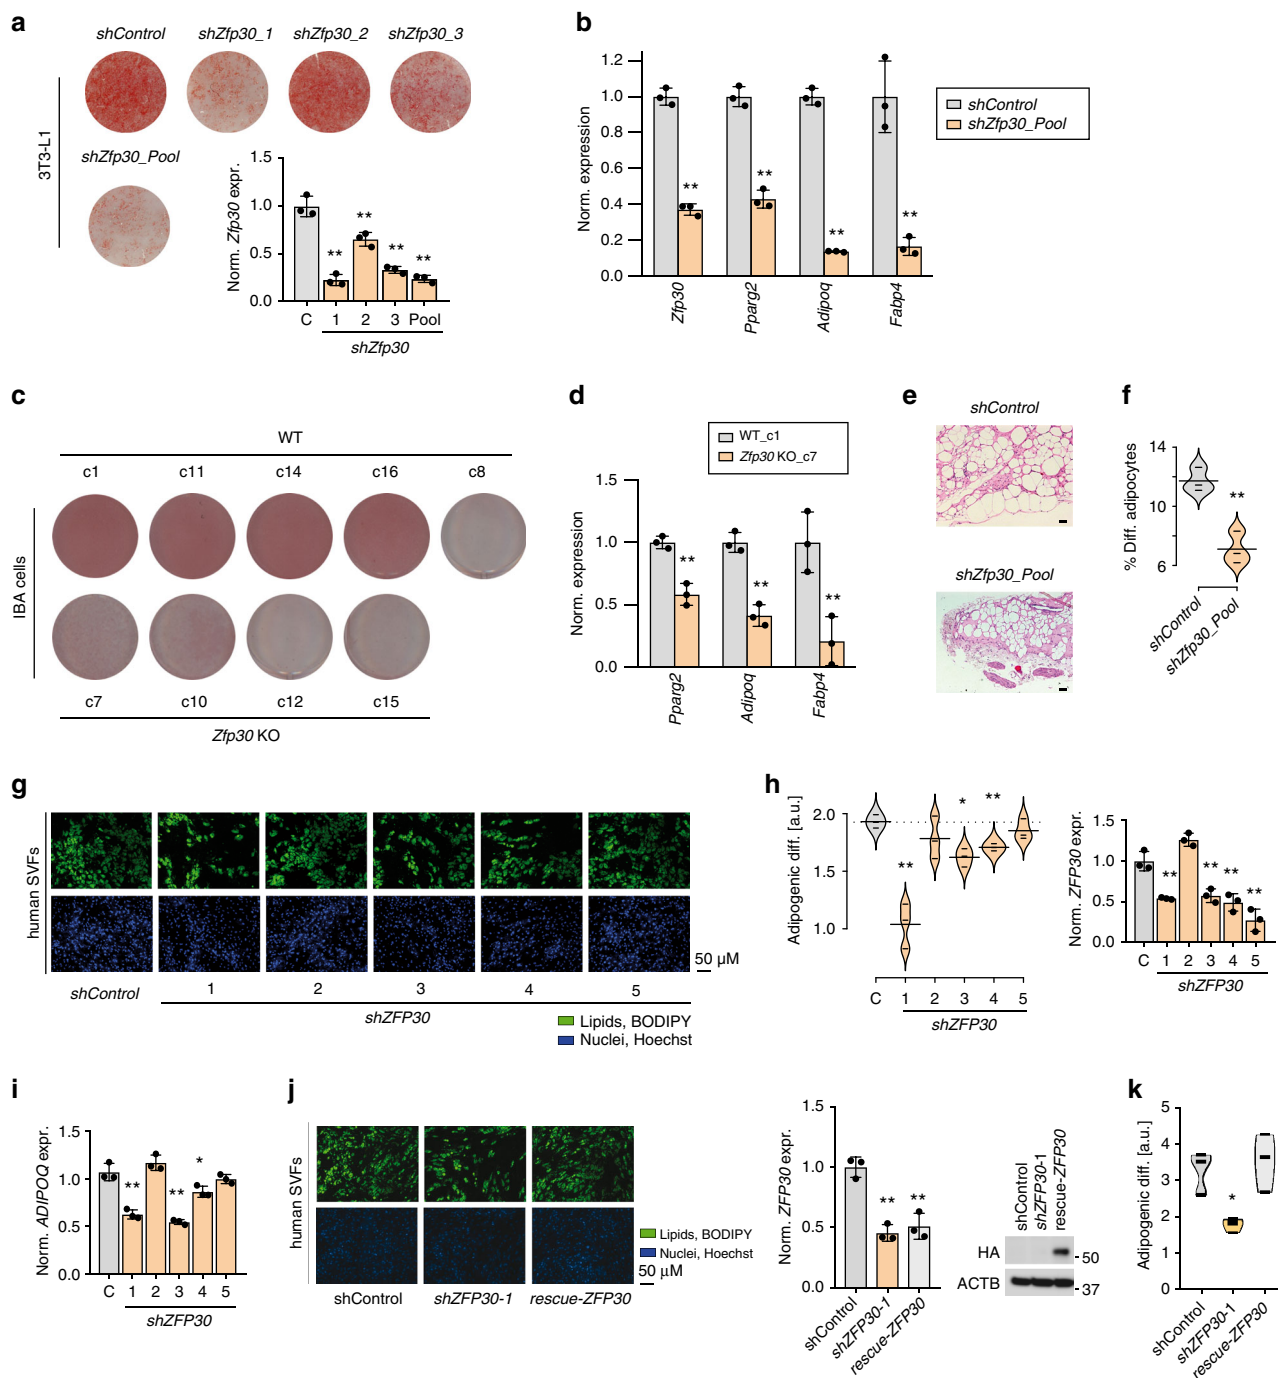 a
shControl shZfp30_1 shZfp30_2 shZfp30_3
3T3-L1
shZfp30_Pool
Norm. Zfp30 expr.
1.5
1.0
0.5
0.0
** ** ** **
C 1 2 3 Pool
shZfp30
b
Norm. expression
1.2
1.0
0.8
0.6
0.4
0.2
0.0
** ** ** **
Zfp30 Pparg2 Adipoq Fabp4
shControl
shZfp30_Pool
c
WT
c1 c11 c14 c16 c8
IBA cells
c7 c10 c12 c15
Zfp30 KO
d
WT_c1
Zfp30 KO_c7
Norm. expression
1.5
1.0
0.5
0.0
** ** **
Pparg2 Adipoq Fabp4
e
shControl
shZfp30_Pool
f
% Diff. adipocytes
14
10
6
**
shControl
shZfp30_Pool
g
human SVFs
50 µM
shControl 1 2 3 4 5
shZFP30
Lipids, BODIPY
Nuclei, Hoechst
h
Adipogenic diff. [a.u.]
2.0
1.5
1.0
** * **
C 1 2 3 4 5
shZFP30
Norm. ZFP30 expr.
1.5
1.0
0.5
0.0
** ** ** **
C 1 2 3 4 5
shZFP30
i
Norm. ADIPOQ expr.
1.5
1.0
0.5
0.0
** ** *
C 1 2 3 4 5
shZFP30
j
human SVFs
Lipids, BODIPY
Nuclei, Hoechst
50 µM
shControl shZFP30-1 rescue-ZFP30
Norm. ZFP30 expr.
1.5
1.0
0.5
0.0
** **
shControl
shZFP30-1
rescue-ZFP30
shControl
shZFP30-1
rescue-ZFP30
HA -50
ACTB -37
k
Adipogenic diff. [a.u.]
5
4
3
2
1
0
*
shControl
shZFP30-1
rescue-ZFP30